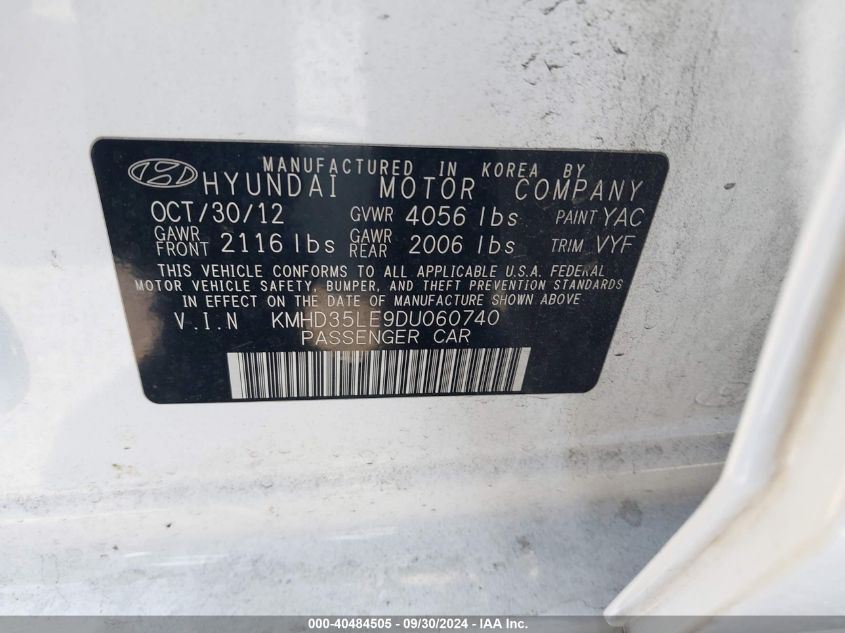 MANUFACTURED IN KOREA BY
HYUNDAI MOTOR COMPANY
OCT/30/12 GVWR 4056 lbs PAINT YAC
GAWR FRONT 2116 lbs GAWR REAR 2006 lbs TRIM VYF
THIS VEHICLE CONFORMS TO ALL APPLICABLE U.S.A. FEDERAL
MOTOR VEHICLE SAFETY, BUMPER, AND THEFT PREVENTION STANDARDS
IN EFFECT ON THE DATE OF MANUFACTURE SHOWN ABOVE
V.I.N KMHD35LE9DU060740
PASSENGER CAR
000-40484505 - 09/30/2024 - IAA Inc.